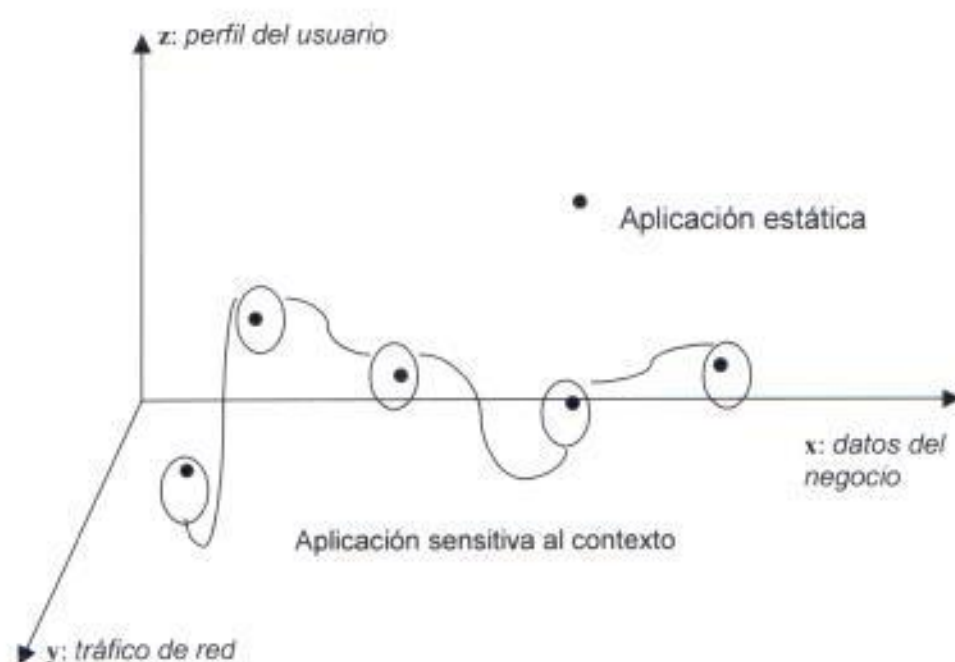 z: perfil del usuario
Aplicación estática
x: datos del
negocio
Aplicación sensitiva al contexto
y: tráfico de red